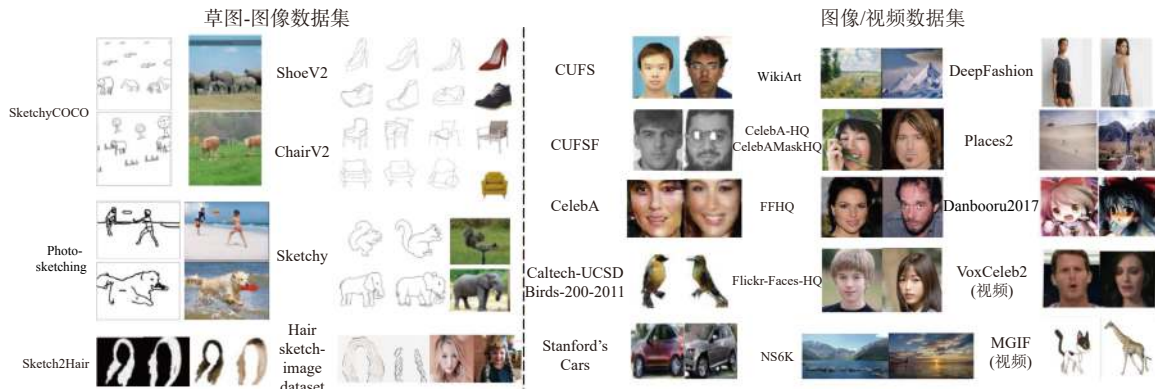 草图-图像数据集
SketchyCOCO
ShoeV2
ChairV2
Photo-
sketching
Sketchy
Sketch2Hair
Hair
sketch-
image
dataset
图像/视频数据集
CUFS
WikiArt
DeepFashion
CUFSF
CelebA-HQ
CelebAMaskHQ
Places2
CelebA
FFHQ
Danbooru2017
Caltech-UCSD
Birds-200-2011
Flickr-Faces-HQ
VoxCeleb2
(视频)
Stanford's
Cars
NS6K
MGIF
(视频)